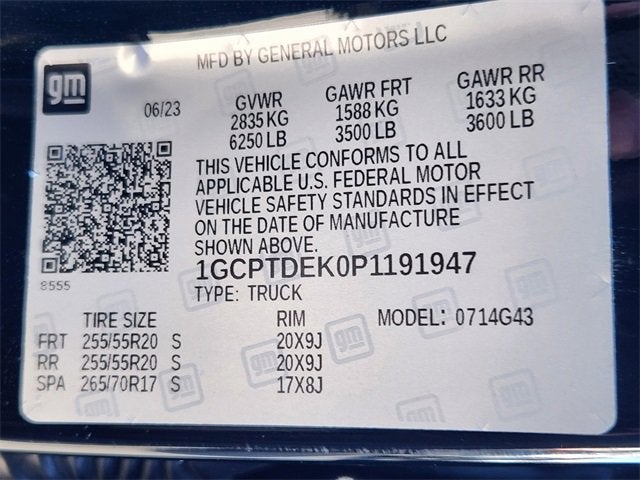 MFD BY GENERAL MOTORS LLC
gm
06/23
GVWR GAWR FRT GAWR RR
2835 KG 1588 KG 1633 KG
6250 LB 3500 LB 3600 LB
THIS VEHICLE CONFORMS TO ALL
APPLICABLE U.S. FEDERAL MOTOR
VEHICLE SAFETY STANDARDS IN EFFECT
ON THE DATE OF MANUFACTURE
SHOWN ABOVE.
1GCPTDEK0P1191947
8555
TYPE: TRUCK
TIRE SIZE RIM MODEL: 0714G43
FRT 255/55R20 S 20X9J
RR 255/55R20 S 20X9J
SPA 265/70R17 S 17X8J